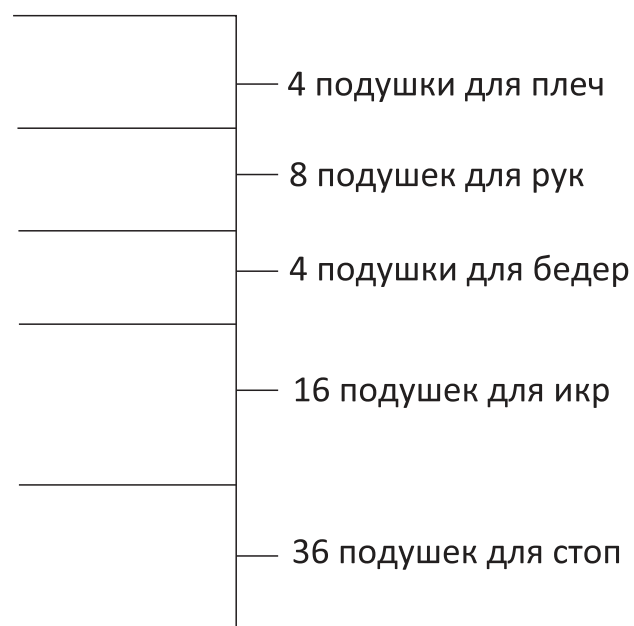 4 подушки для плеч
8 подушек для рук
4 подушки для бедер
16 подушек для икр
36 подушек для стоп